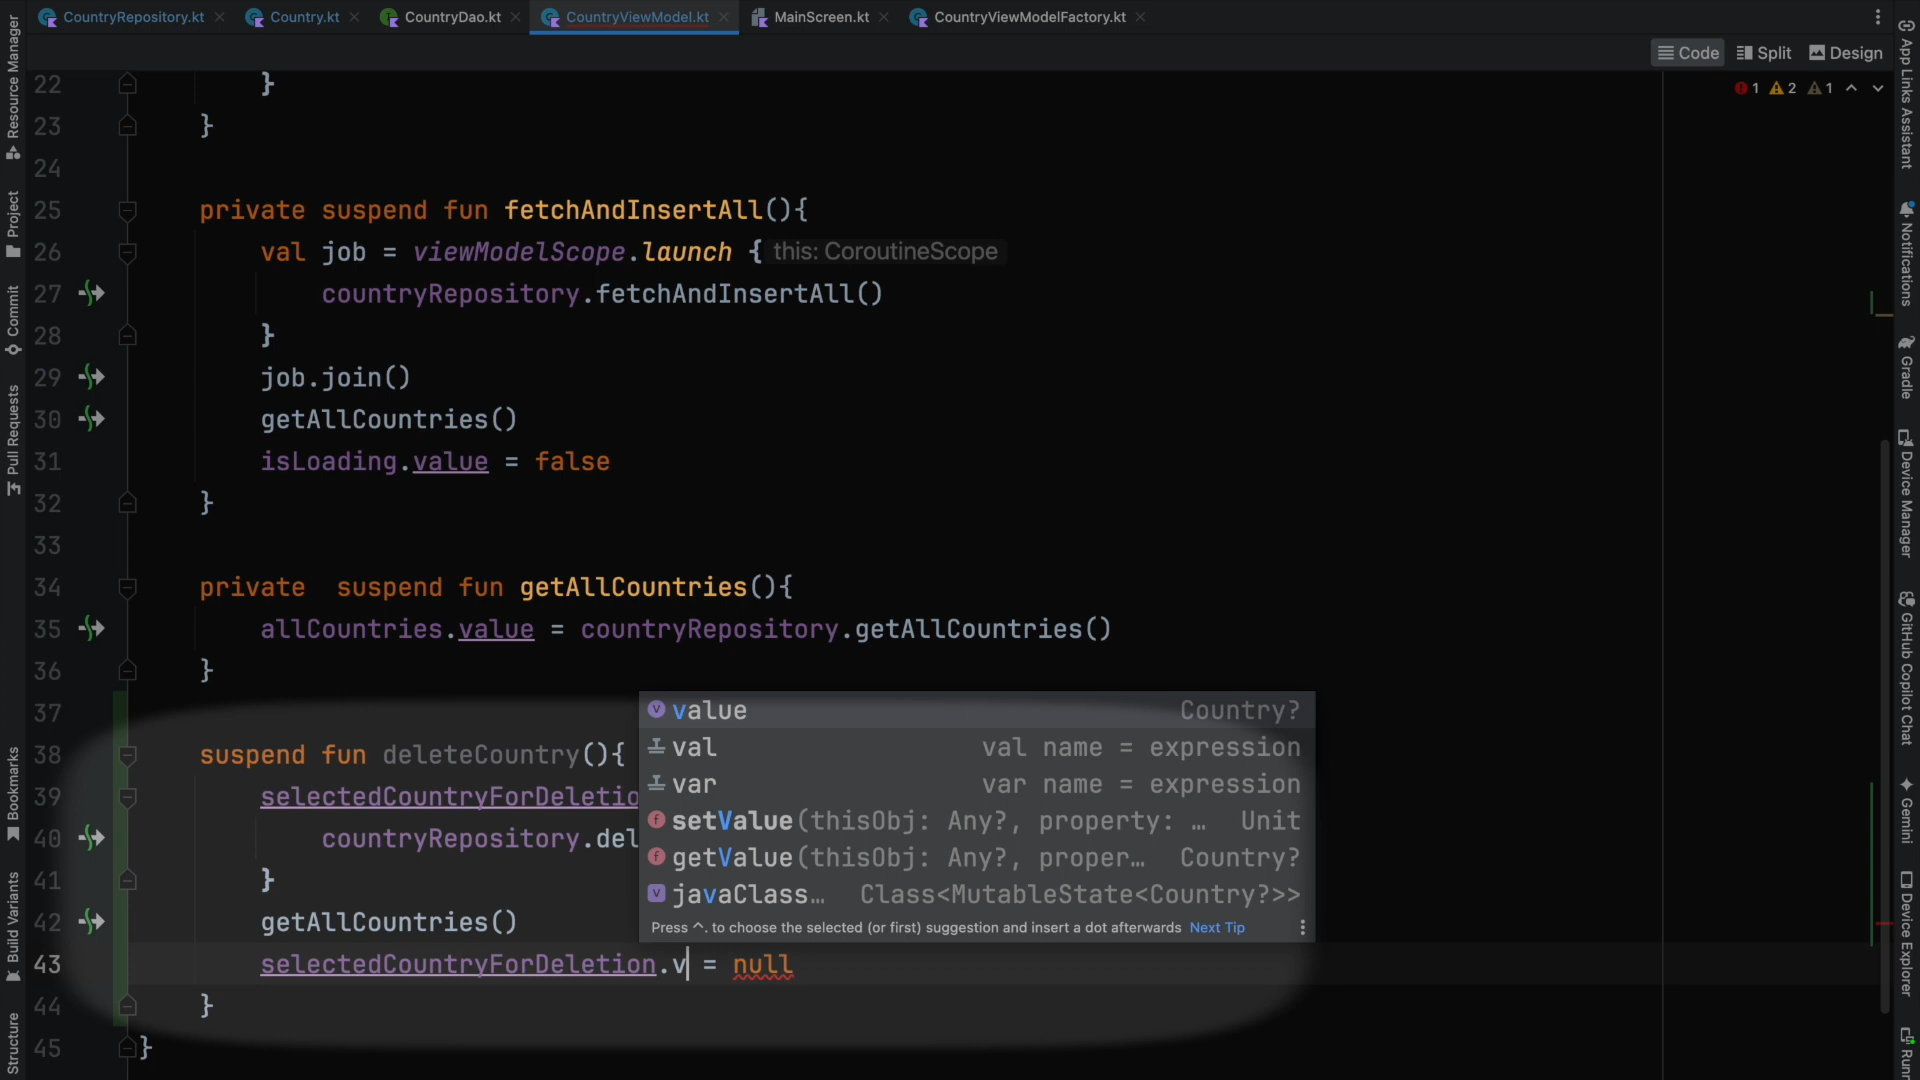 CountryRepository.kt
Country.kt
CountryDao.kt
CountryViewModel.kt
MainScreen.kt
CountryViewModelFactory.kt
Code
Split
Design
1 2 1
Resource Manager
Project
Commit
Pull Requests
Bookmarks
Build Variants
Structure
22 }
23 }
24
25 private suspend fun fetchAndInsertAll(){
26 val job = viewModelScope.launch { this: CoroutineScope
27 countryRepository.fetchAndInsertAll()
28 }
29 job.join()
30 getAllCountries()
31 isLoading.value = false
32 }
33
34 private  suspend fun getAllCountries(){
35 allCountries.value = countryRepository.getAllCountries()
36 }
37
38 suspend fun deleteCountry(){
39 selectedCountryForDeletio
40 countryRepository.del
41 }
42 getAllCountries()
43 selectedCountryForDeletion.v = null
44 }
45 }
value Country?
val val name = expression
var var name = expression
setValue(thisObj: Any?, property: … Unit
getValue(thisObj: Any?, proper… Country?
javaClass… Class<MutableState<Country?>>
Press ^. to choose the selected (or first) suggestion and insert a dot afterwards Next Tip
App Links Assistant
Notifications
Gradle
Device Manager
GitHub Copilot Chat
Gemini
Device Explorer
Runn